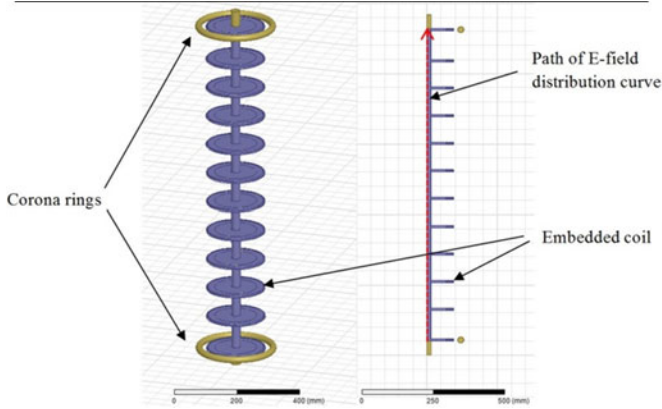 Path of E-field
distribution curve
Corona rings
Embedded coil
0 200 400 (mm)
0 250 500 (mm)